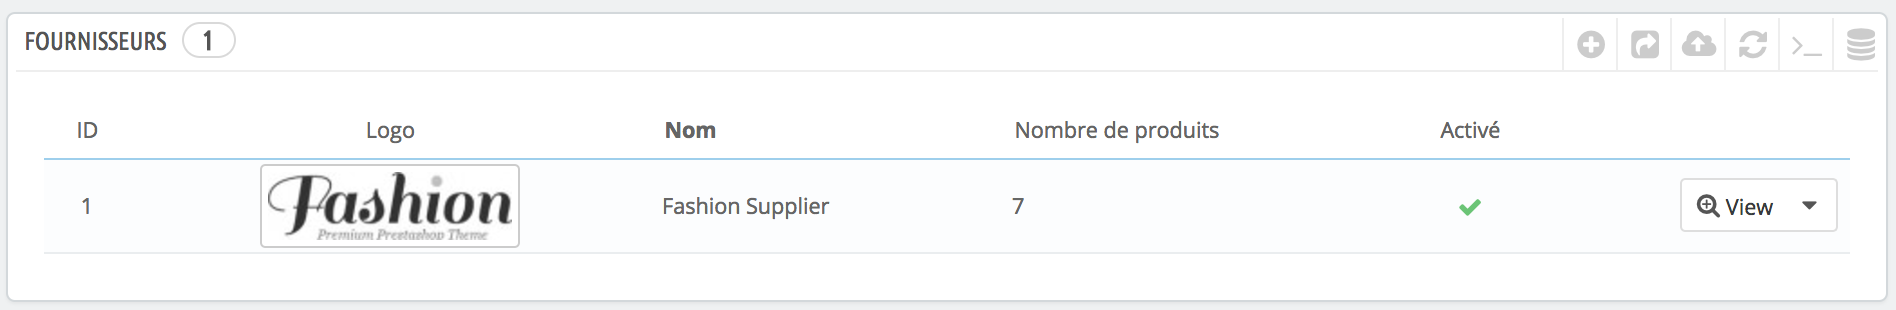 FOURNISSEURS 1
ID Logo Nom Nombre de produits Activé
1 Fashion Fashion Supplier 7 View
Premium Prestashop Theme